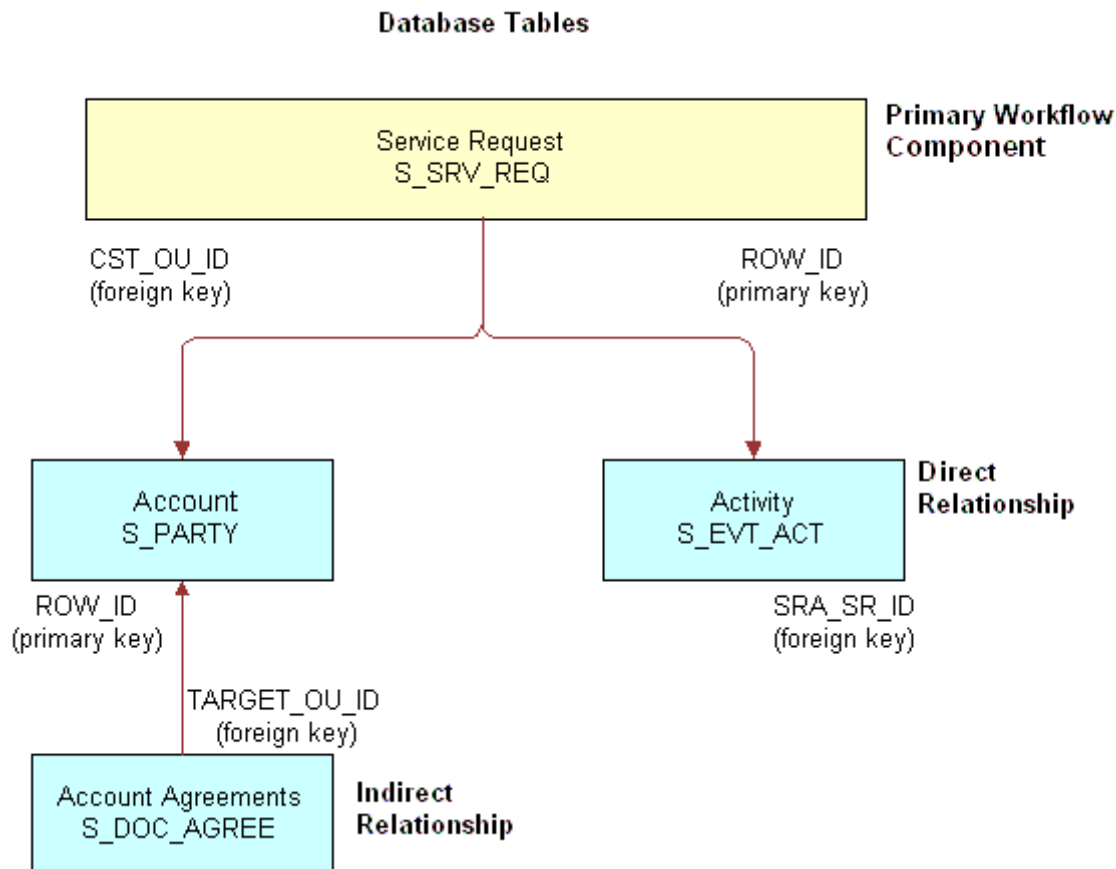 Database Tables
Service Request
S_SRV_REQ
Primary Workflow
Component
CST_OU_ID
(foreign key)
ROW_ID
(primary key)
Account
S_PARTY
Activity
S_EVT_ACT
Direct
Relationship
ROW_ID
(primary key)
SRA_SR_ID
(foreign key)
TARGET_OU_ID
(foreign key)
Account Agreements
S_DOC_AGREE
Indirect
Relationship